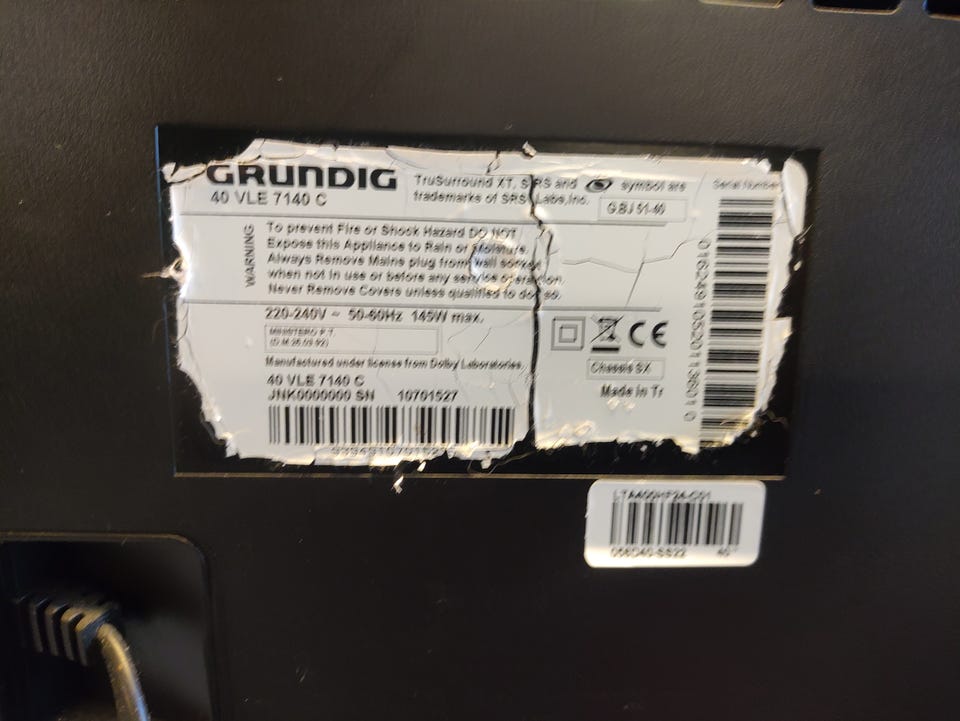 GRUNDIG
40 VLE 7140 C
TruSurround XT, SRS and symbol are
trademarks of SRS Labs,Inc.
GBJ 51-40
Serial Number
WARNING
To prevent Fire or Shock Hazard DO NOT
Expose this Appliance to Rain or Moisture.
Always Remove Mains plug from wall socket
when not in use or before any service operation.
Never Remove Covers unless qualified to do so.
220-240V ~ 50-60Hz 145W max.
MINISTERO P.T
Manufactured under license from Dolby Laboratories.
40 VLE 7140 C
JNK0000000 SN 10701527
CE
Chassis SX
Made in Tr
LTA400HF24-C01
40"